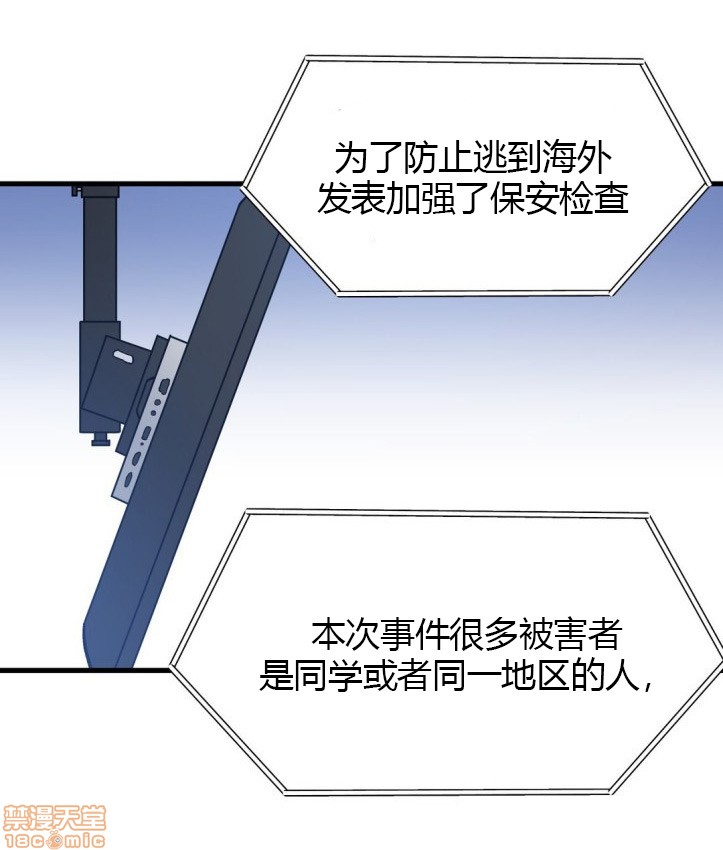 为了防止逃到海外
发表加强了保安检查
本次事件很多被害者
是同学或者同一地区的人，
禁漫天堂
18comic